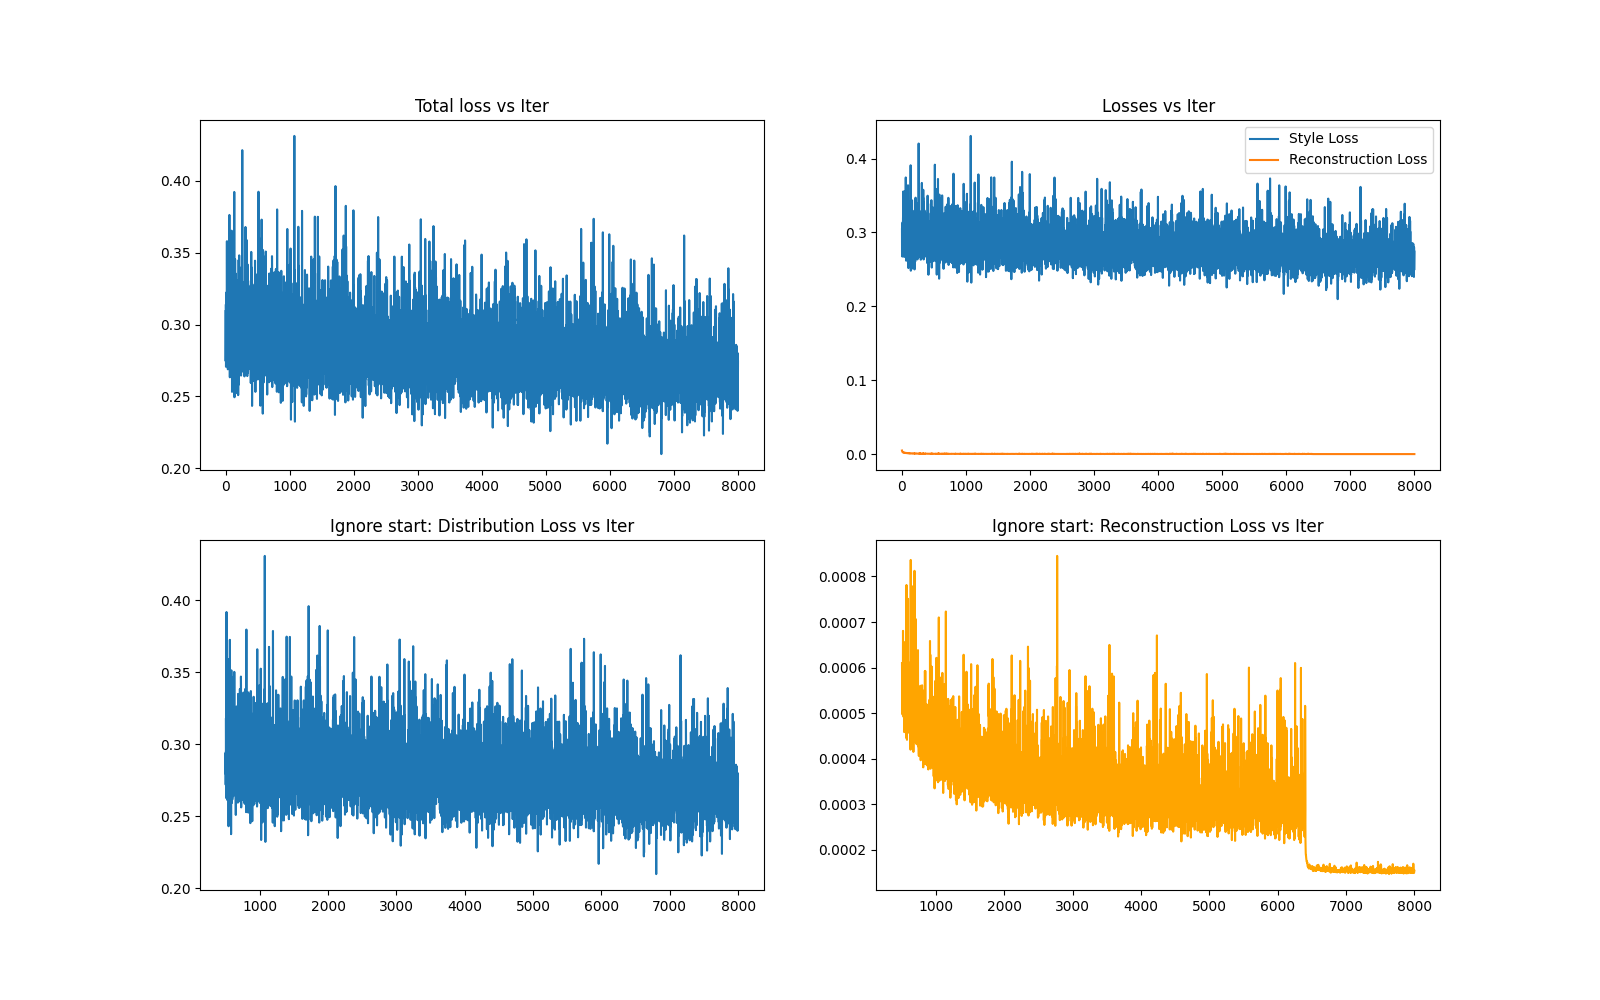 Total loss vs Iter
0.40
0.35
0.30
0.25
0.20
0 1000 2000 3000 4000 5000 6000 7000 8000
Losses vs Iter
Style Loss
Reconstruction Loss
0.4
0.3
0.2
0.1
0.0
0 1000 2000 3000 4000 5000 6000 7000 8000
Ignore start: Distribution Loss vs Iter
0.40
0.35
0.30
0.25
0.20
1000 2000 3000 4000 5000 6000 7000 8000
Ignore start: Reconstruction Loss vs Iter
0.0008
0.0007
0.0006
0.0005
0.0004
0.0003
0.0002
1000 2000 3000 4000 5000 6000 7000 8000